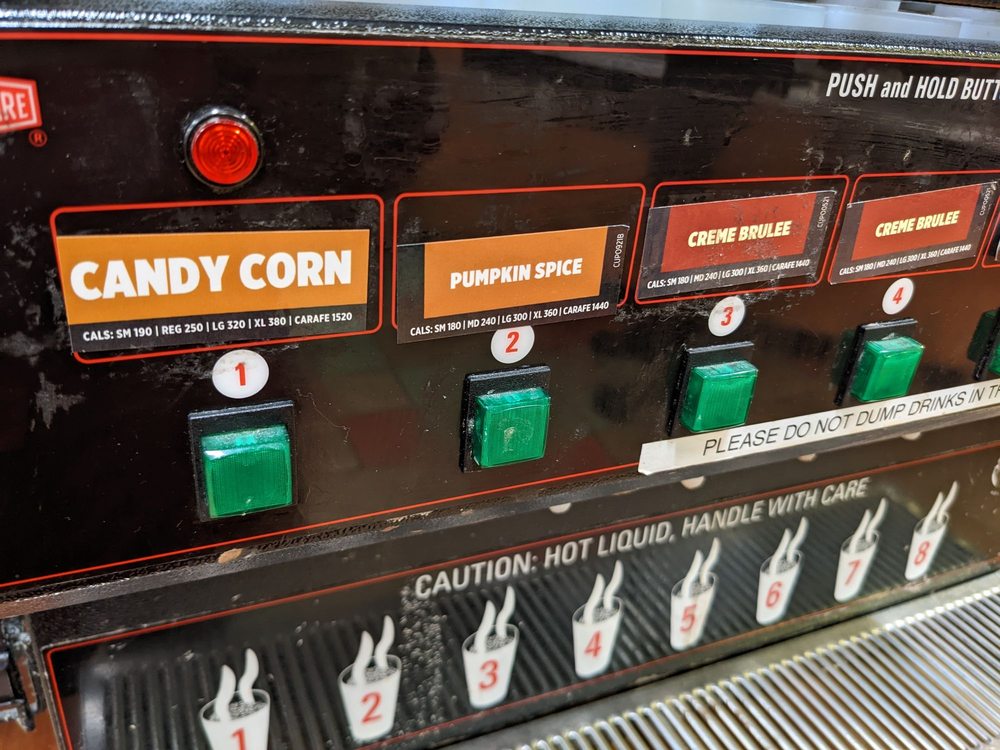 RE
®
PUSH and HOLD
CANDY CORN
CALS: SM 190 | REG 250 | LG 320 | XL 380 | CARAFE 1520
1
PUMPKIN SPICE
CALS: SM 180 | MD 240 | LG 300 | XL 360 | CARAFE 1440
CUP0921B
2
CREME BRULEE
CALS: SM 180 | MD 240 | LG 300 | XL 360 | CARAFE 1440
CUP0621
3
CREME BRULEE
CALS: SM 180 | MD 240 | LG 300 | XL 360 | CARAFE 1440
4
PLEASE DO NOT DUMP DRINKS IN
CAUTION: HOT LIQUID, HANDLE WITH CARE
1
2
3
4
5
6
7
8